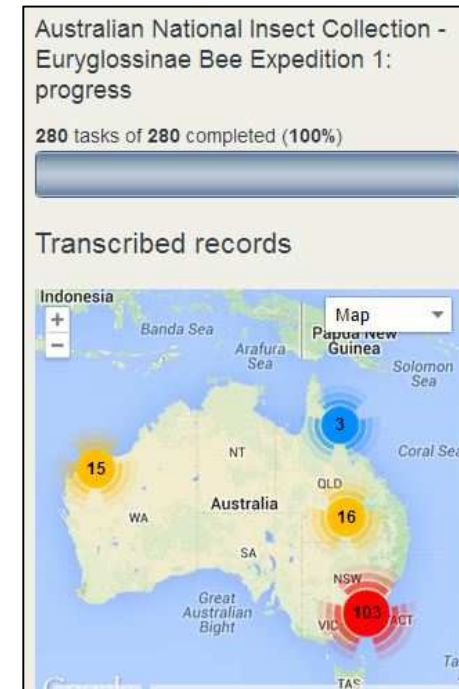 Australian National Insect Collection -
Euryglossinae Bee Expedition 1:
progress
280 tasks of 280 completed (100%)
Transcribed records
Indonesia
+
Map
−
Banda Sea
Papua New
Guinea
Arafura
Sea
Solomon
Sea
3
Coral Sea
NT
15
QLD
Australia
16
WA
SA
NSW
Great
Australian
Bight
103
VIC
ACT
Ta
TAS